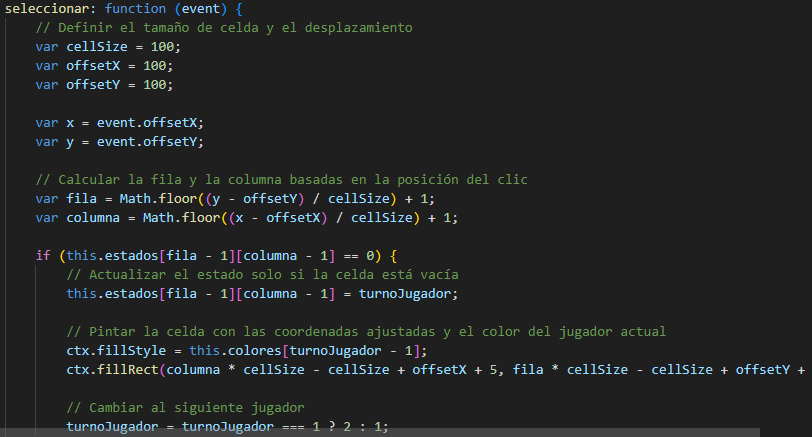 seleccionar: function (event) {
// Definir el tamaño de celda y el desplazamiento
var cellSize = 100;
var offsetX = 100;
var offsetY = 100;
var x = event.offsetX;
var y = event.offsetY;
// Calcular la fila y la columna basadas en la posición del clic
var fila = Math.floor((y - offsetY) / cellSize) + 1;
var columna = Math.floor((x - offsetX) / cellSize) + 1;
if (this.estados[fila - 1][columna - 1] == 0) {
// Actualizar el estado solo si la celda está vacía
this.estados[fila - 1][columna - 1] = turnoJugador;
// Pintar la celda con las coordenadas ajustadas y el color del jugador actual
ctx.fillStyle = this.colores[turnoJugador - 1];
ctx.fillRect(columna * cellSize - cellSize + offsetX + 5, fila * cellSize - cellSize + offsetY +
// Cambiar al siguiente jugador
turnoJugador = turnoJugador === 1 ? 2 : 1;